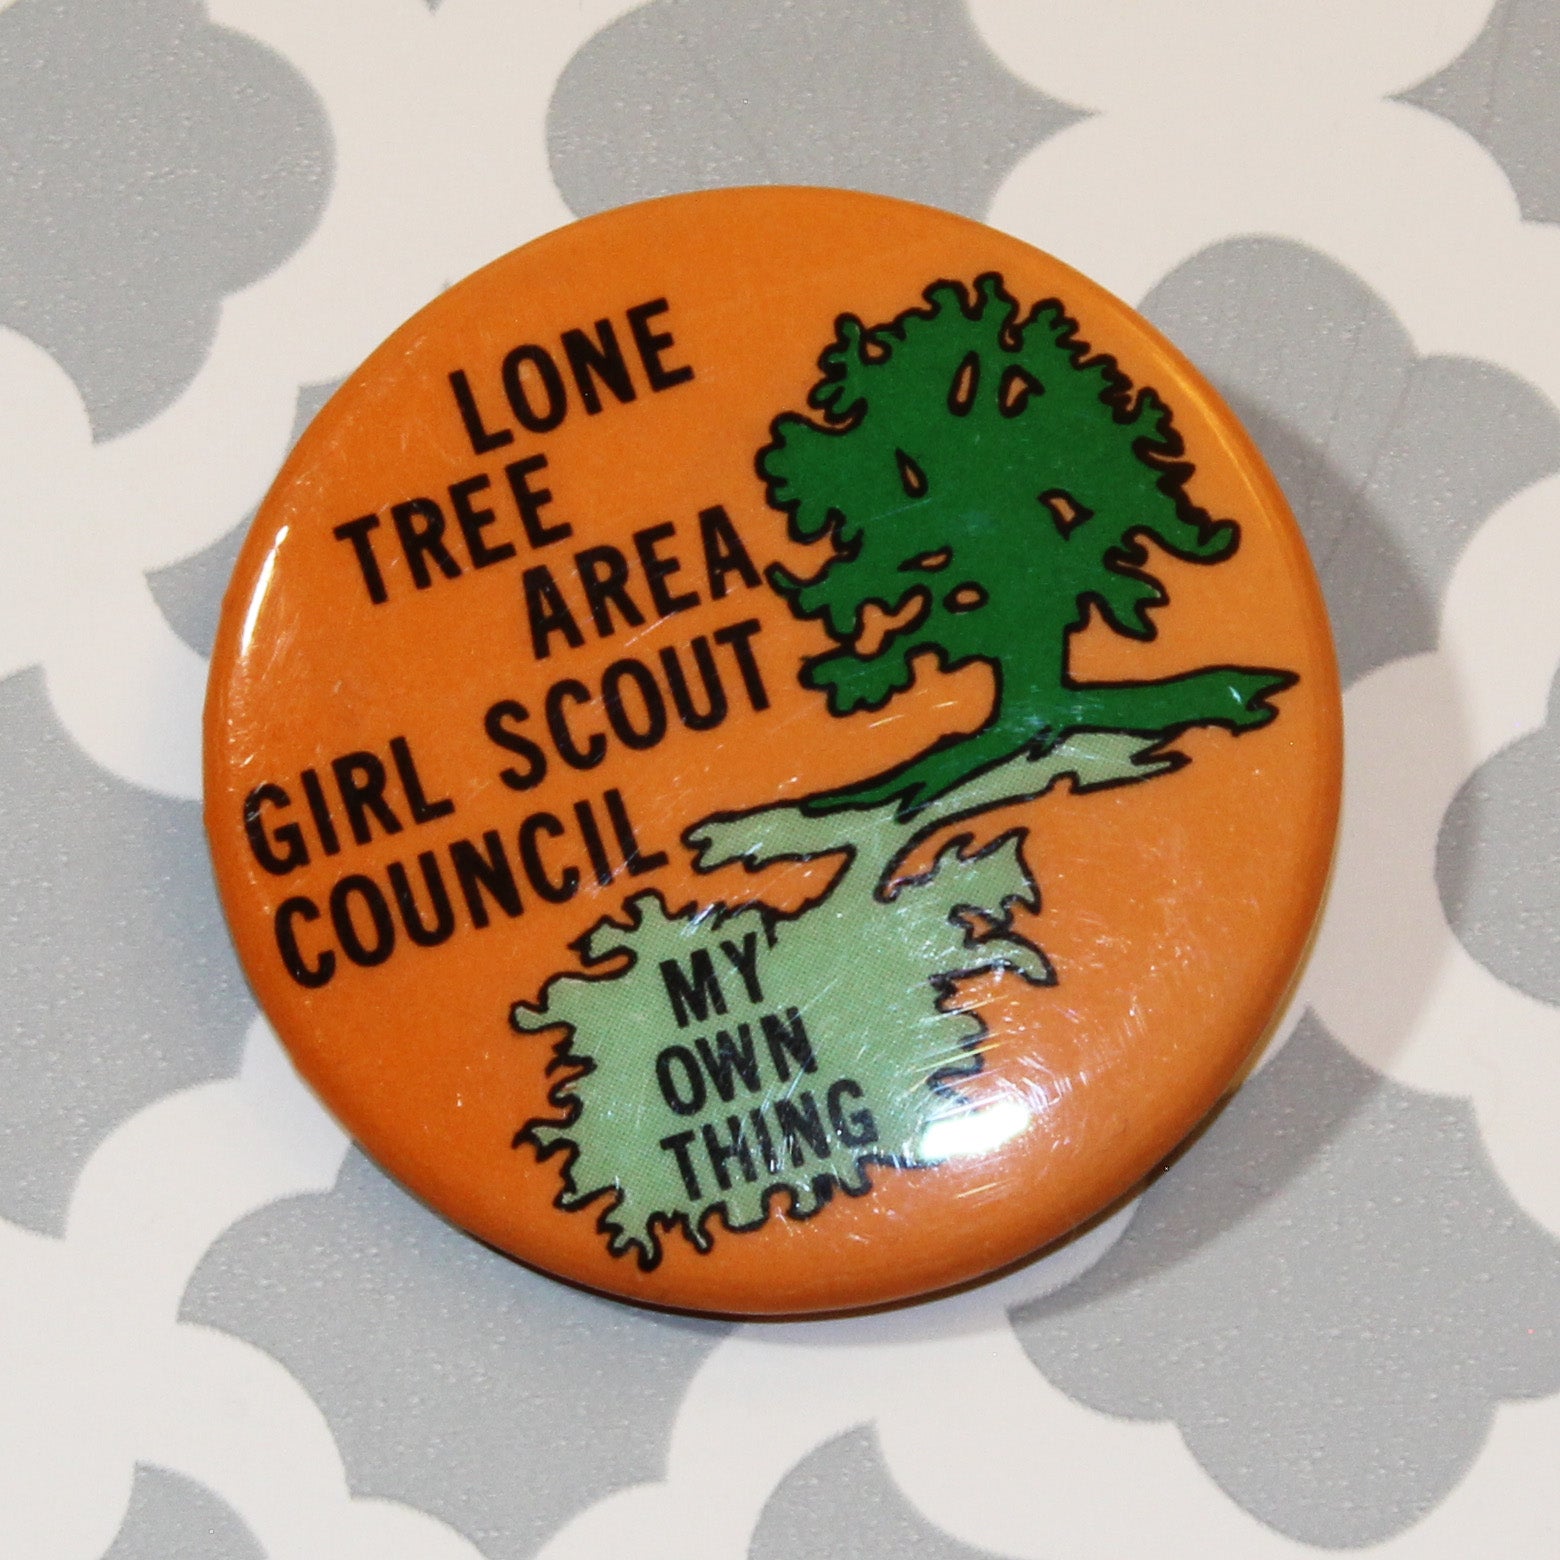 LONE
TREE
AREA
GIRL SCOUT
COUNCIL
MY
OWN
THING